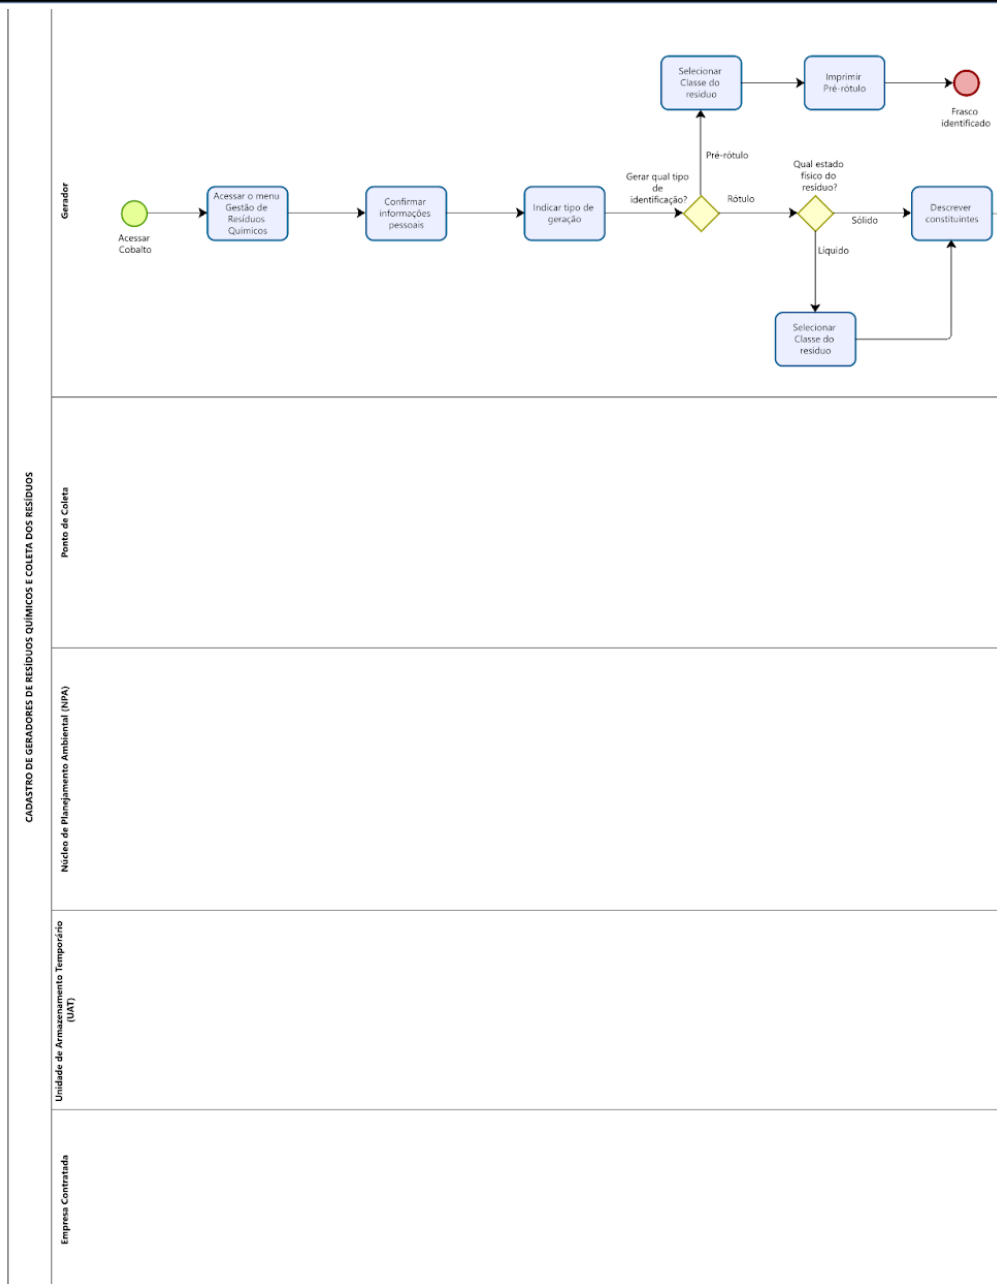 CADASTRO DE GERADORES DE RESÍDUOS QUÍMICOS E COLETA DOS RESÍDUOS
Gerador
Acessar
Cobalto
Acessar o menu
Gestão de
Resíduos
Químicos
Confirmar
informações
pessoais
Indicar tipo de
geração
Gerar qual tipo
de
identificação?
Pré-rótulo
Selecionar
Classe do
resíduo
Imprimir
Pré-rótulo
Frasco
identificado
Rótulo
Qual estado
físico do
resíduo?
Sólido
Líquido
Selecionar
Classe do
resíduo
Descrever
constituintes
Ponto de Coleta
Núcleo de Planejamento Ambiental (NPA)
Unidade de Armazenamento Temporário
(UAT)
Empresa Contratada